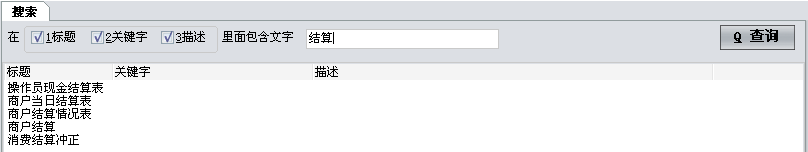 搜索
在 1标题 2关键字 3描述 里面包含文字 结算 Q 查询
标题 关键字 描述
操作员现金结算表
商户当日结算表
商户结算情况表
商户结算
消费结算冲正